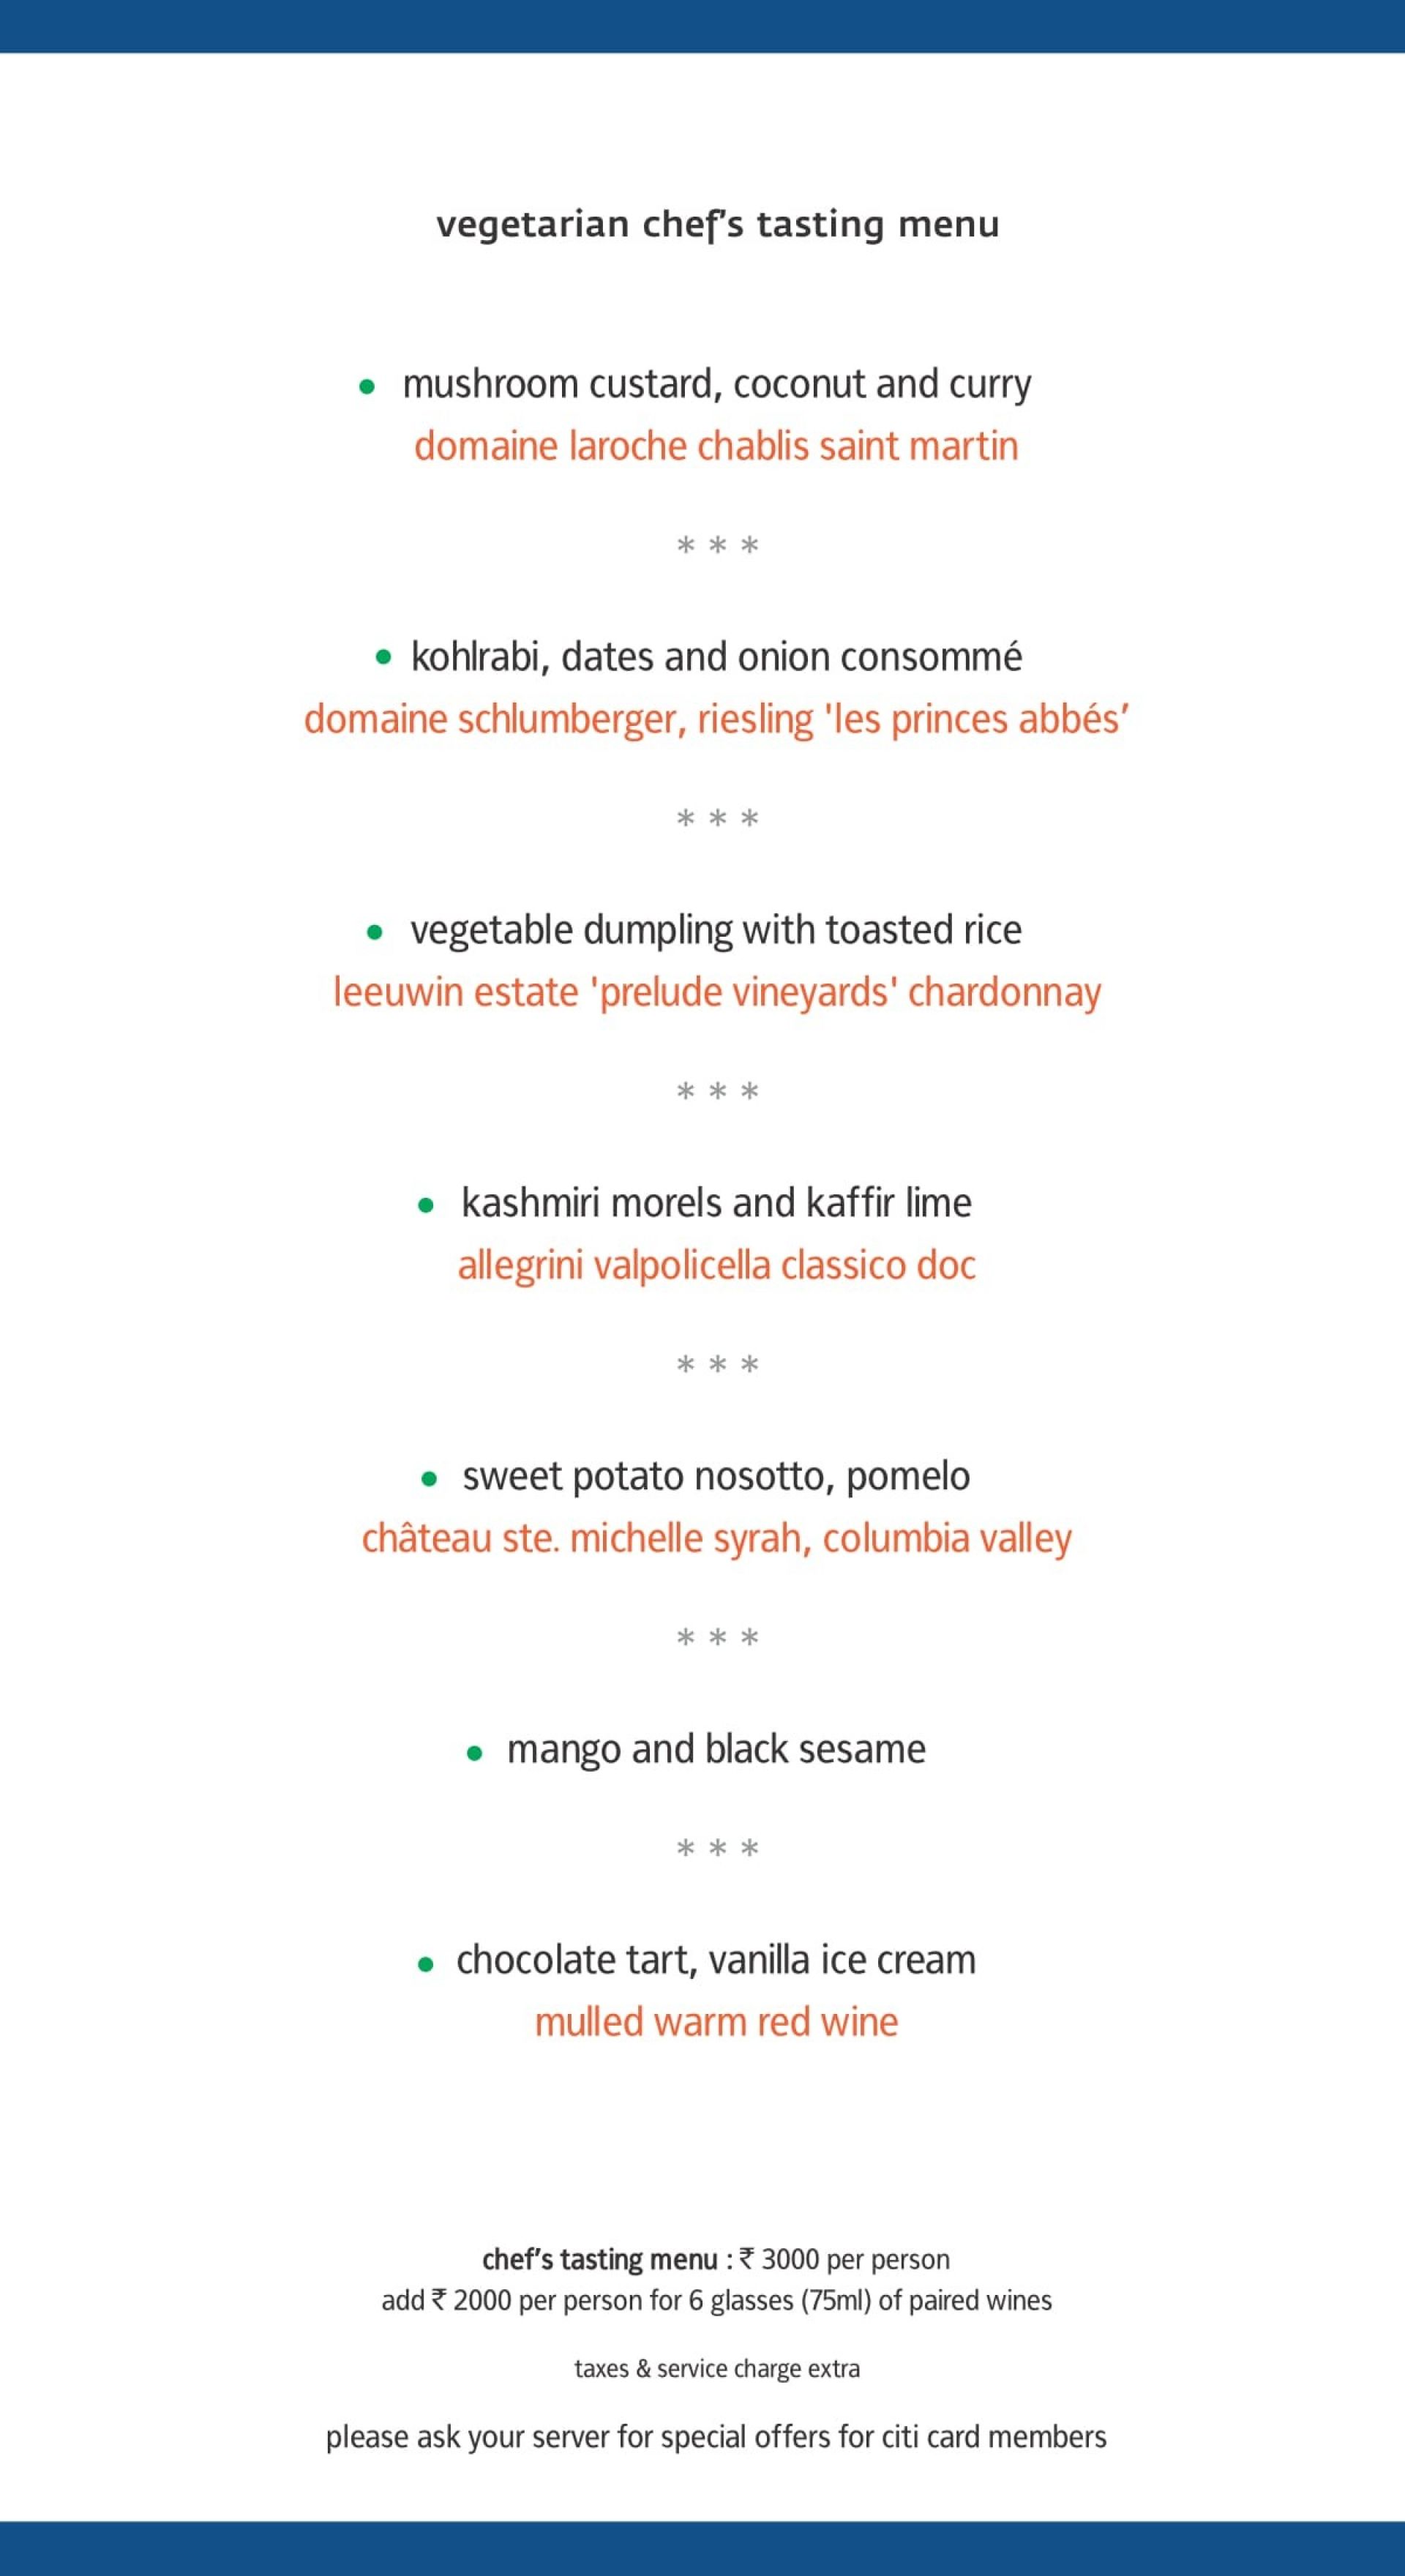 vegetarian chef's tasting menu
• mushroom custard, coconut and curry
domaine laroche chablis saint martin
* * *
• kohlrabi, dates and onion consommé
domaine schlumberger, riesling 'les princes abbés’
* * *
• vegetable dumpling with toasted rice
leeuwin estate 'prelude vineyards' chardonnay
* * *
• kashmiri morels and kaffir lime
allegrini valpolicella classico doc
* * *
• sweet potato nosotto, pomelo
château ste. michelle syrah, columbia valley
* * *
• mango and black sesame
* * *
• chocolate tart, vanilla ice cream
mulled warm red wine
chef’s tasting menu : ₹ 3000 per person
add ₹ 2000 per person for 6 glasses (75ml) of paired wines
taxes & service charge extra
please ask your server for special offers for citi card members